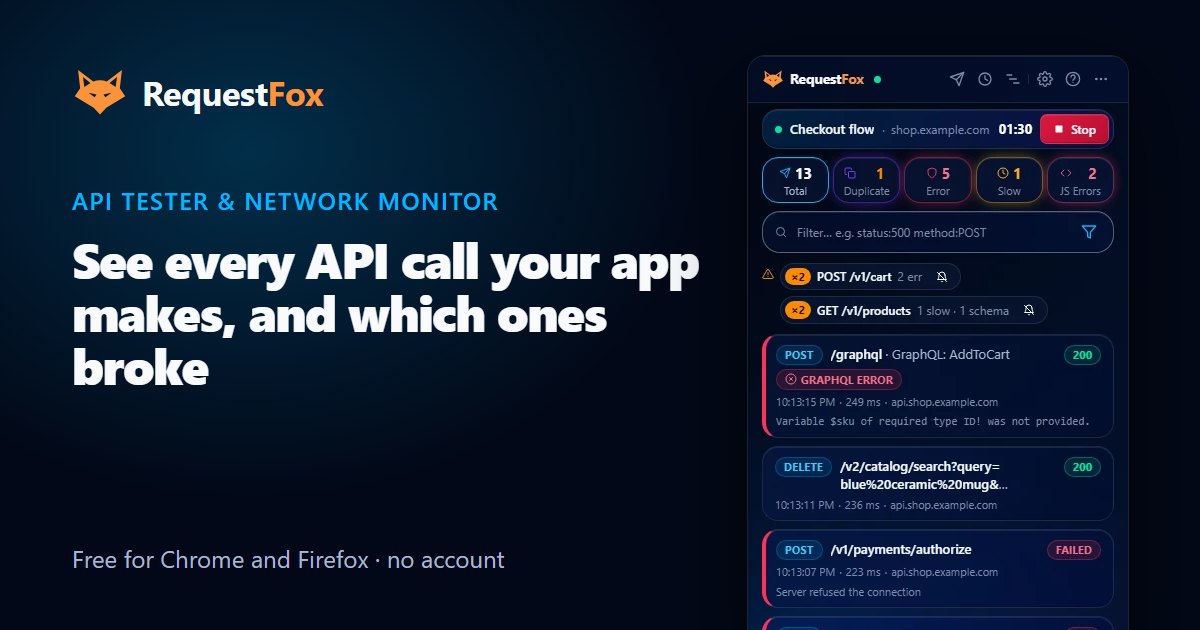 RequestFox
API TESTER & NETWORK MONITOR
See every API call your app
makes, and which ones
broke
Free for Chrome and Firefox · no account
RequestFox
Checkout flow · shop.example.com 01:30 Stop
13 Total
1 Duplicate
5 Error
1 Slow
2 JS Errors
Filter... e.g. status:500 method:POST
×2 POST /v1/cart 2 err
×2 GET /v1/products 1 slow · 1 schema
POST /graphql · GraphQL: AddToCart 200
GRAPHQL ERROR
10:13:15 PM · 249 ms · api.shop.example.com
Variable $sku of required type ID! was not provided.
DELETE /v2/catalog/search?query= 200
blue%20ceramic%20mug&...
10:13:11 PM · 236 ms · api.shop.example.com
POST /v1/payments/authorize FAILED
10:13:07 PM · 223 ms · api.shop.example.com
Server refused the connection